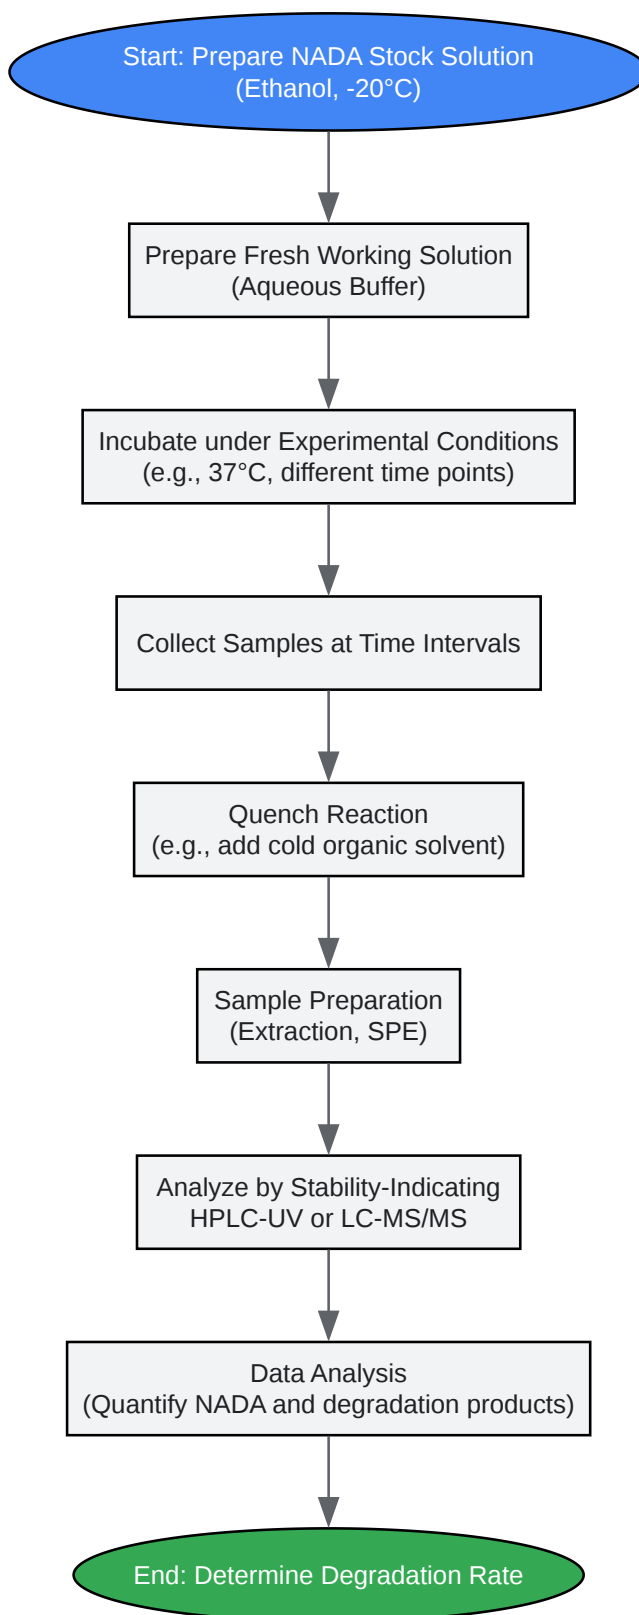 Start: Prepare NADA Stock Solution
(Ethanol, -20°C)
Prepare Fresh Working Solution
(Aqueous Buffer)
Incubate under Experimental Conditions
(e.g., 37°C, different time points)
Collect Samples at Time Intervals
Quench Reaction
(e.g., add cold organic solvent)
Sample Preparation
(Extraction, SPE)
Analyze by Stability-Indicating
HPLC-UV or LC-MS/MS
Data Analysis
(Quantify NADA and degradation products)
End: Determine Degradation Rate